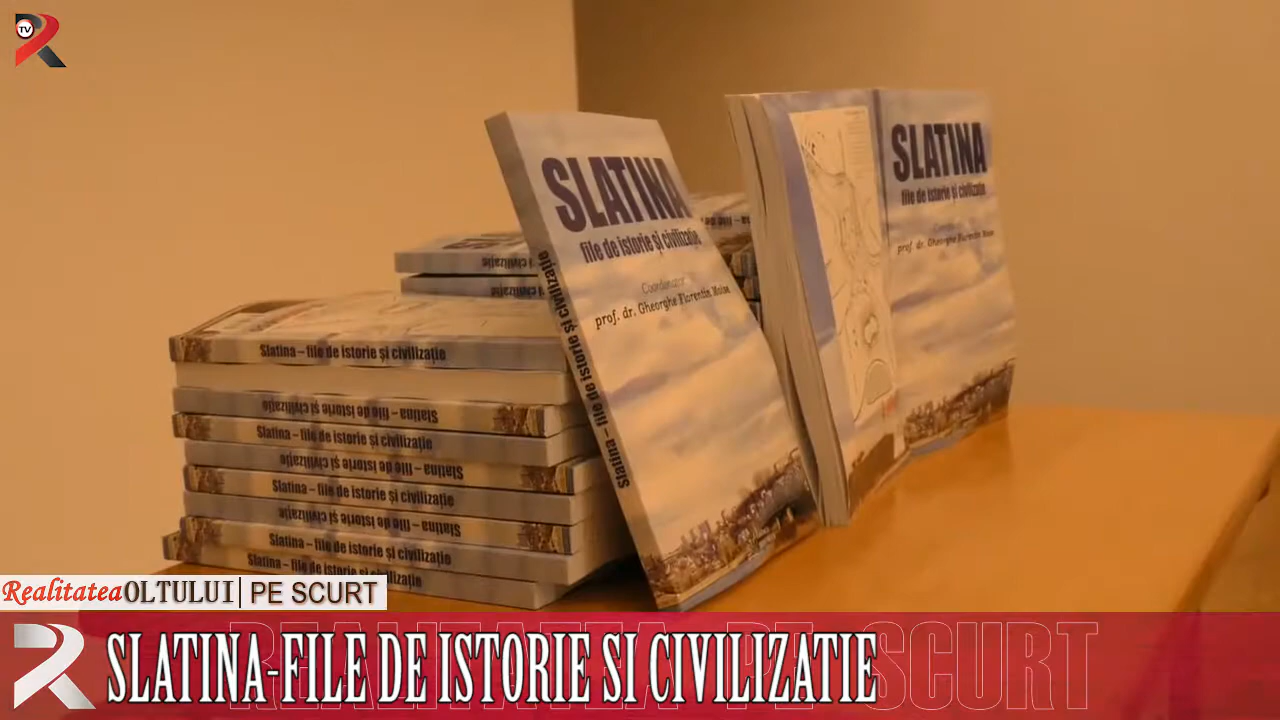 TV
SLATINA
file de istorie și civilizație
Coordonator
prof. dr. Gheorghe Florentin Moise
Slatina – file de istorie și civilizație
SLATINA
file de istorie și civilizație
prof. dr. Gheorghe Florentin Moise
și civilizație
și civilizație
Slatina – file de istorie și civilizație
Slatina – file de istorie și civilizație
Slatina – file de istorie și civilizație
Slatina – file de istorie și civilizație
Slatina – file de istorie și civilizație
Slatina – file de istorie și civilizație
Slatina – file de istorie și civilizație
Slatina – file de istorie și civilizație
RealitateaOLTULUI| PE SCURT
REALITATEA PE SCURT
SLATINA-FILE DE ISTORIE SI CIVILIZATIE